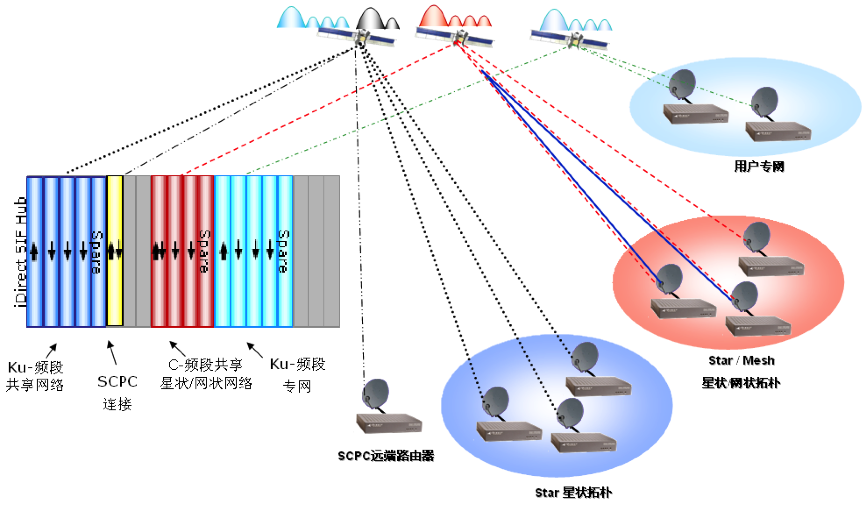 iDirect 5IF Hub
Spare
Spare
Spare
Ku-频段
共享网络
SCPC
连接
C-频段共享
星状/网状网络
Ku-频段
专网
SCPC远端路由器
Star 星状拓朴
Star / Mesh
星状/网状拓朴
用户专网